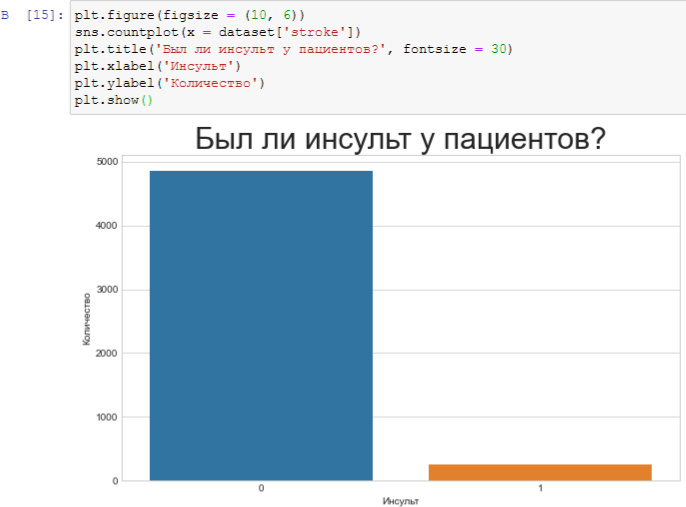 В [15]: plt.figure(figsize = (10, 6))
sns.countplot(x = dataset['stroke'])
plt.title('Был ли инсульт у пациентов?', fontsize = 30)
plt.xlabel('Инсульт')
plt.ylabel('Количество')
plt.show()
Был ли инсульт у пациентов?
5000
4000
3000
2000
1000
0
Количество
0 1
Инсульт